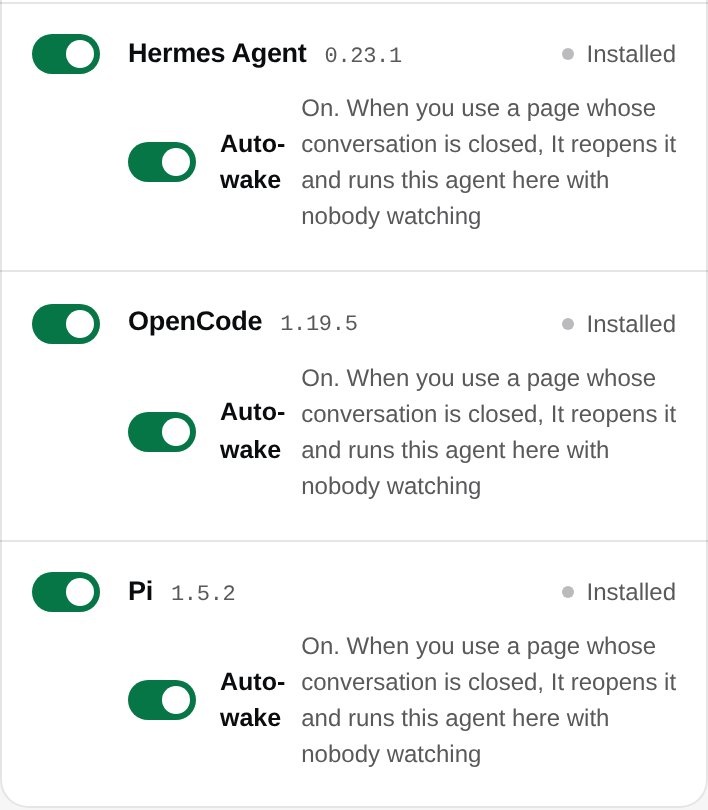 Hermes Agent 0.23.1 Installed
On. When you use a page whose
Auto- conversation is closed, It reopens it
wake and runs this agent here with
nobody watching
OpenCode 1.19.5 Installed
On. When you use a page whose
Auto- conversation is closed, It reopens it
wake and runs this agent here with
nobody watching
Pi 1.5.2 Installed
On. When you use a page whose
Auto- conversation is closed, It reopens it
wake and runs this agent here with
nobody watching